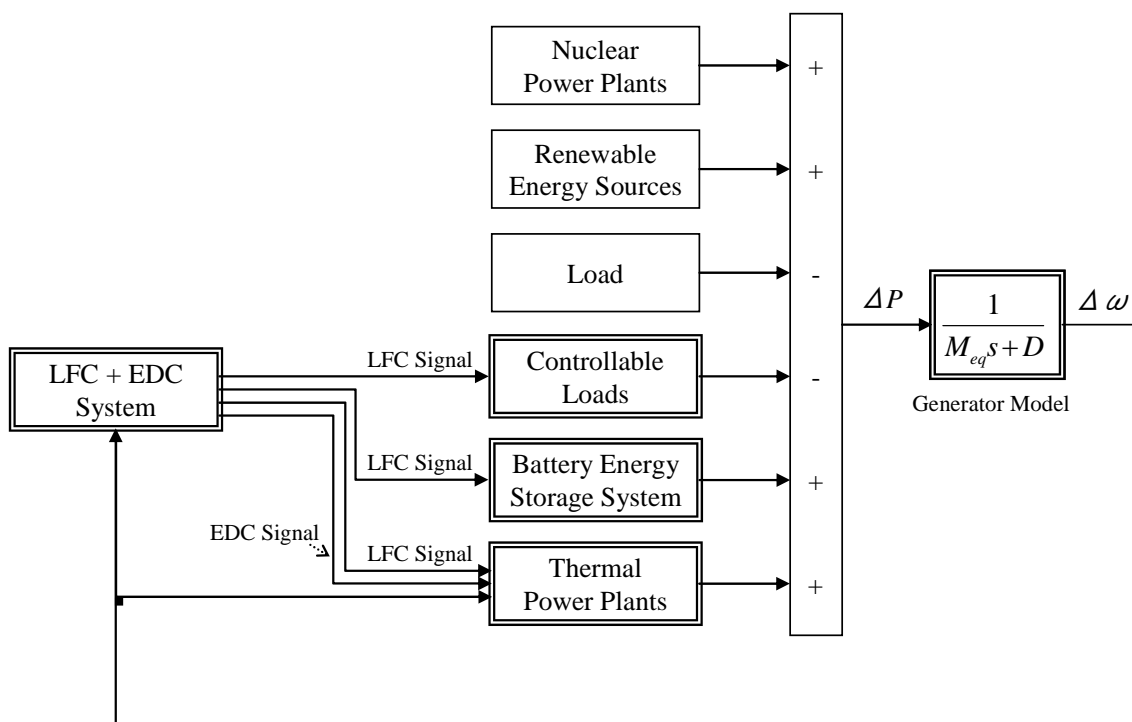 Nuclear
Power Plants
+
Renewable
Energy Sources
+
Load
-
ΔP
Δω
1
M_eq s + D
Generator Model
LFC + EDC
System
LFC Signal
Controllable
Loads
-
LFC Signal
Battery Energy
Storage System
+
EDC Signal
LFC Signal
Thermal
Power Plants
+